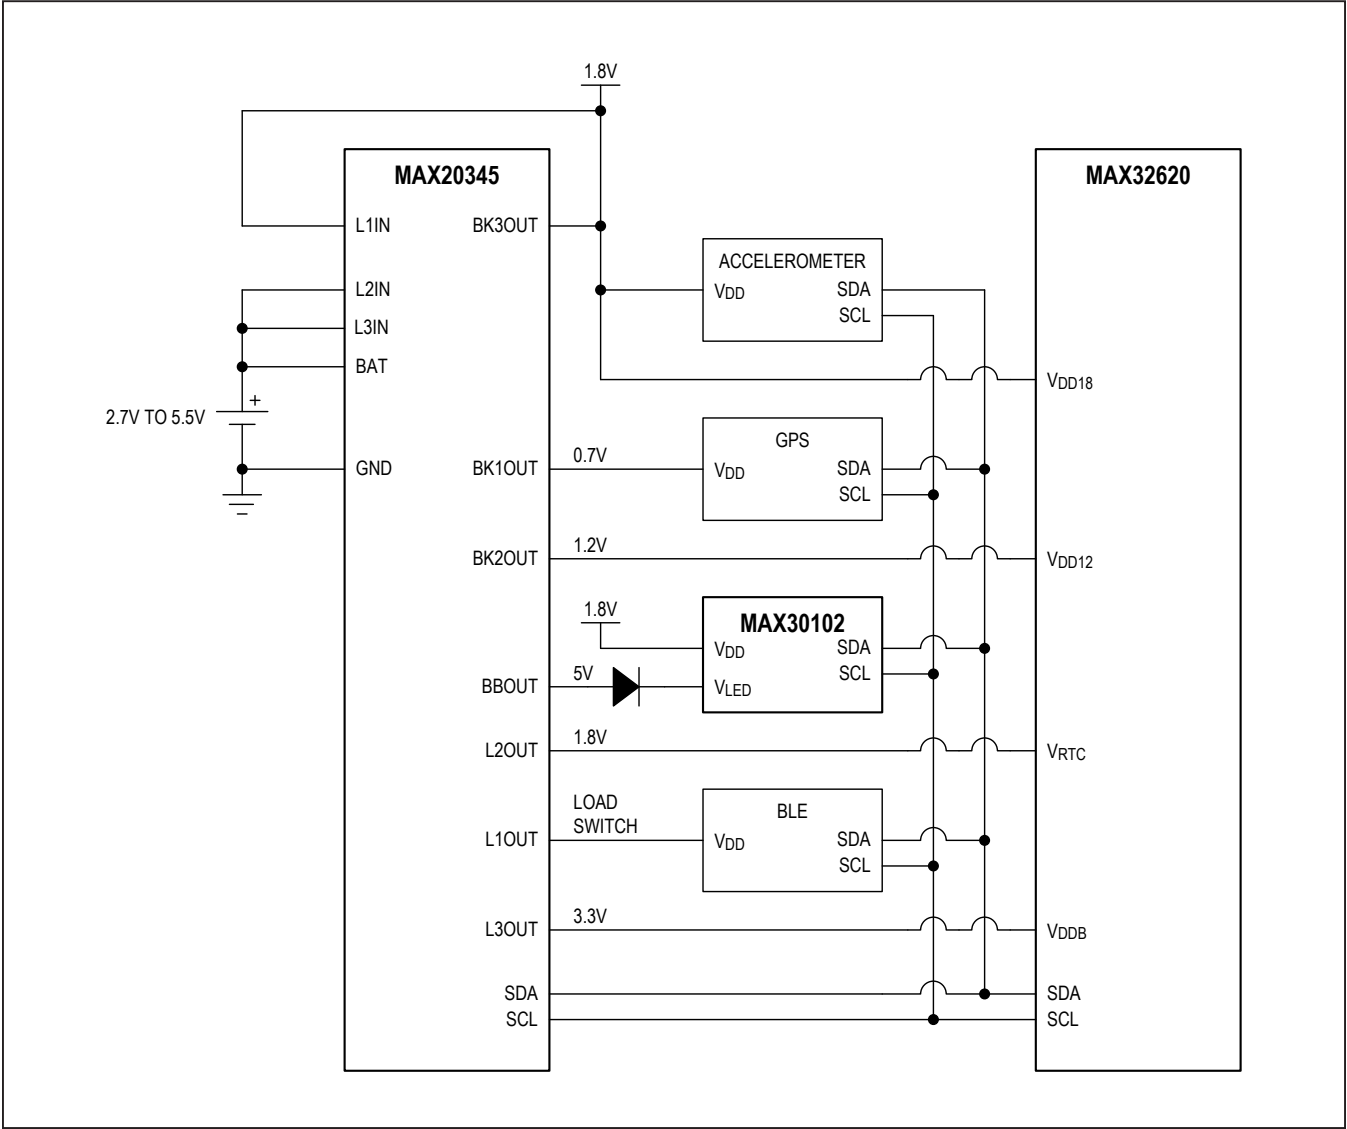 1.8V
MAX20345
MAX32620
L1IN
BK3OUT
ACCELEROMETER
L2IN
VDD
SDA
SCL
L3IN
BAT
VDD18
+
2.7V TO 5.5V
GPS
GND
BK1OUT
0.7V
VDD
SDA
SCL
BK2OUT
1.2V
VDD12
1.8V
MAX30102
VDD
SDA
SCL
BBOUT
5V
VLED
L2OUT
1.8V
VRTC
LOAD
SWITCH
BLE
L1OUT
VDD
SDA
SCL
L3OUT
3.3V
VDDB
SDA
SDA
SCL
SCL